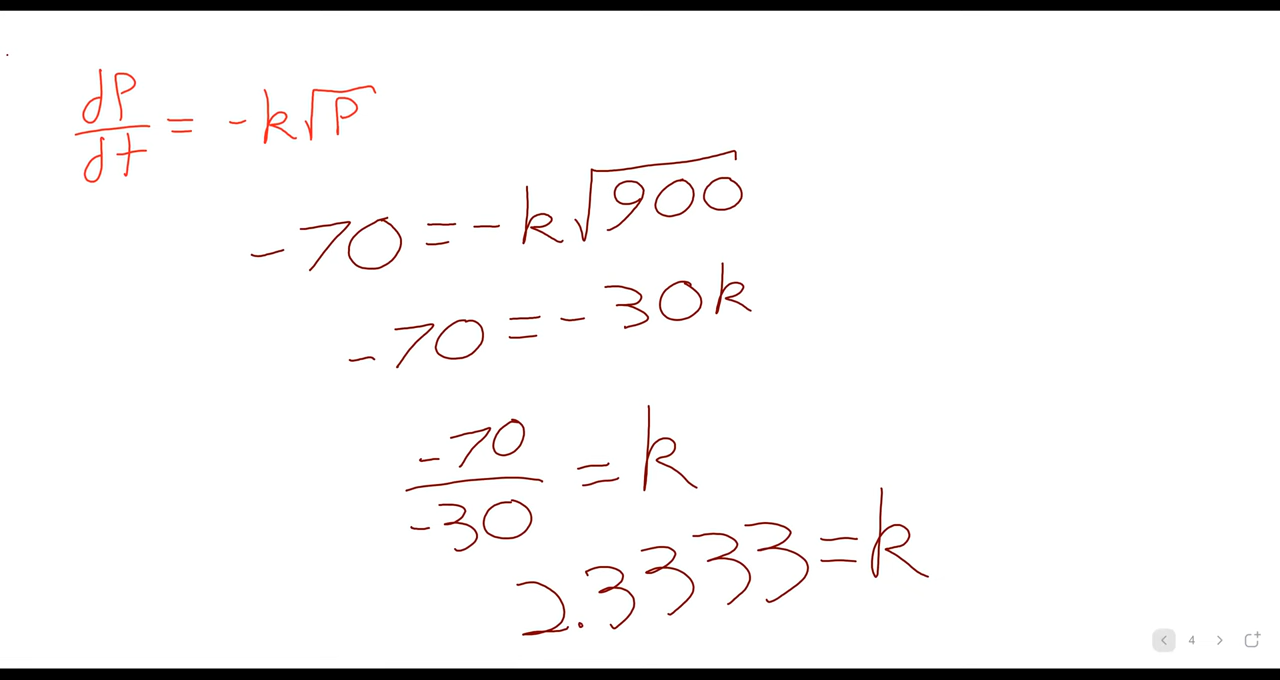 dP/dt = -k√P
-70 = -k√900
-70 = -30k
-70/-30 = k
2.3333 = k
4